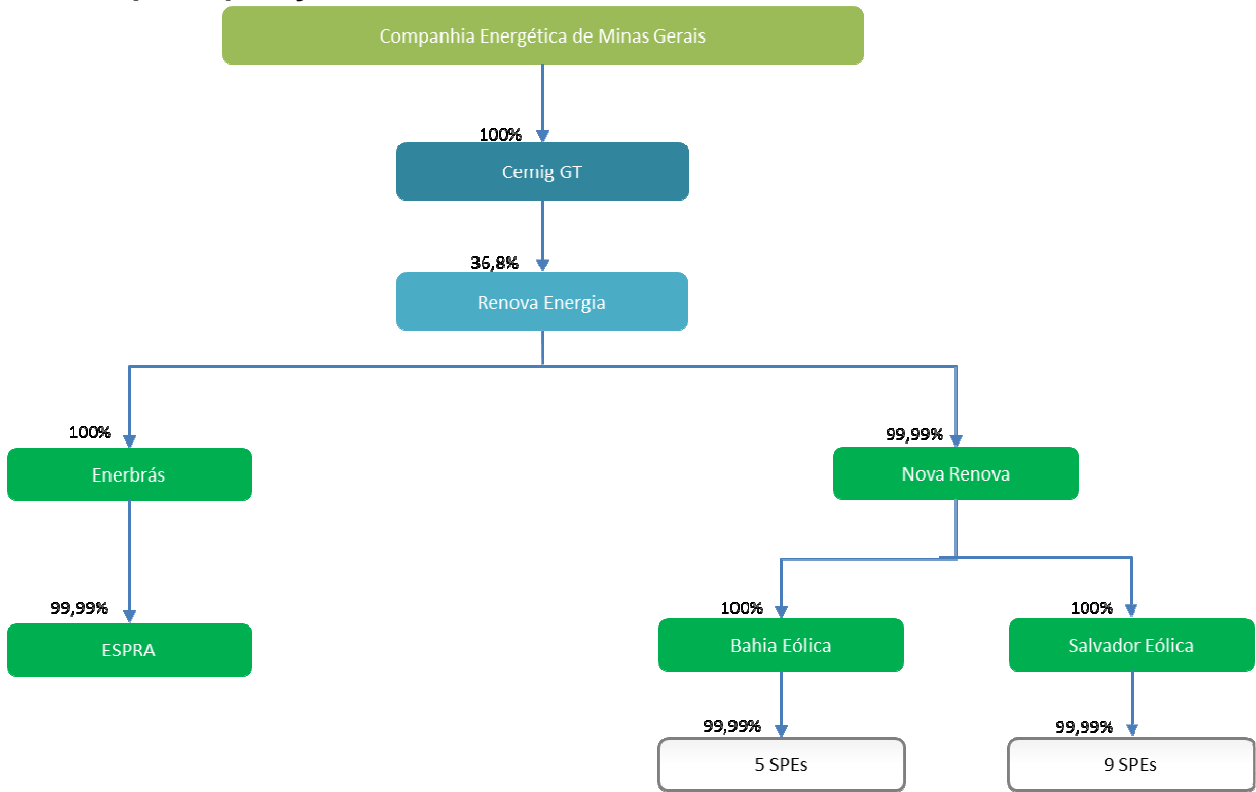 Companhia Energética de Minas Gerais
100%
Cemig GT
36,8%
Renova Energia
100%
99,99%
Enerbrás
Nova Renova
99,99%
100%
100%
ESPRA
Bahia Eólica
Salvador Eólica
99,99%
99,99%
5 SPEs
9 SPEs